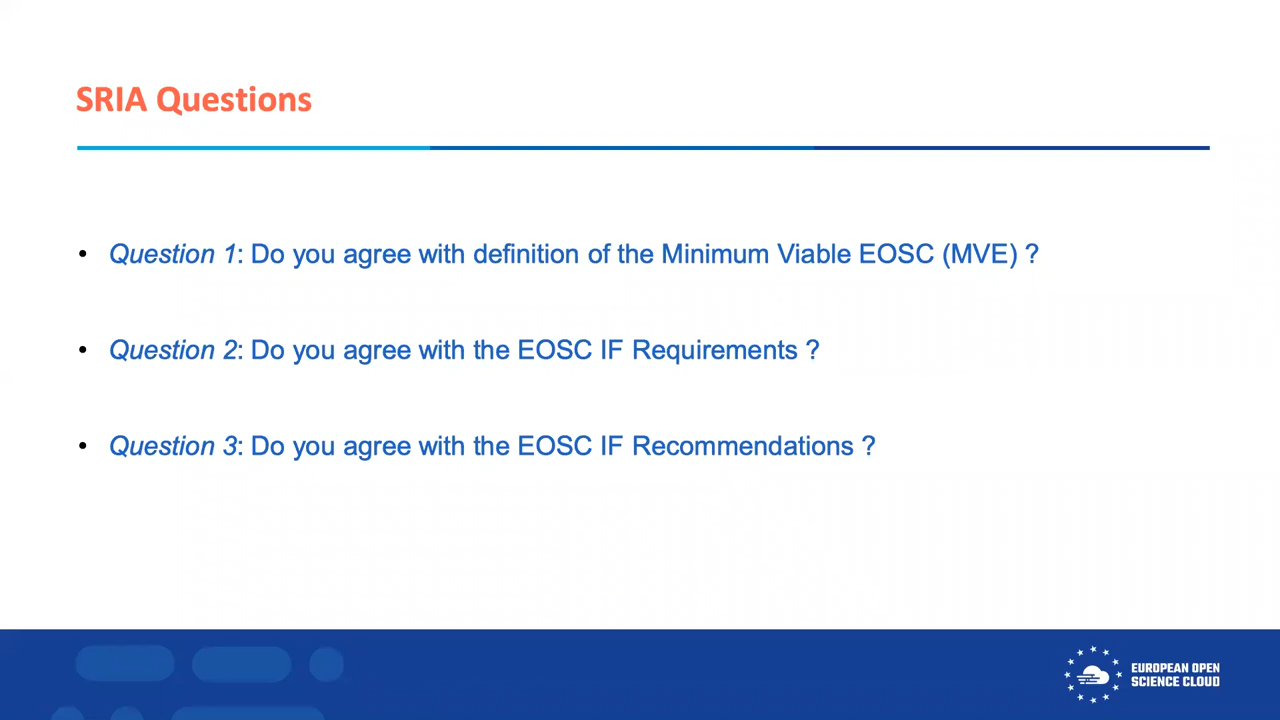 SRIA Questions
• Question 1: Do you agree with definition of the Minimum Viable EOSC (MVE) ?
• Question 2: Do you agree with the EOSC IF Requirements ?
• Question 3: Do you agree with the EOSC IF Recommendations ?
EUROPEAN OPEN
SCIENCE CLOUD